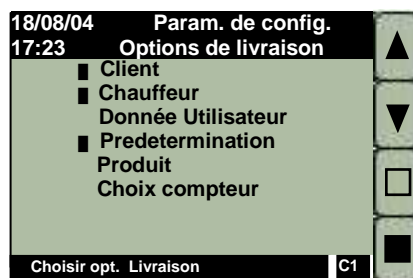 18/08/04 Param. de config.
17:23 Options de livraison
Client
Chauffeur
Donnée Utilisateur
Predetermination
Produit
Choix compteur
Choisir opt. Livraison C1